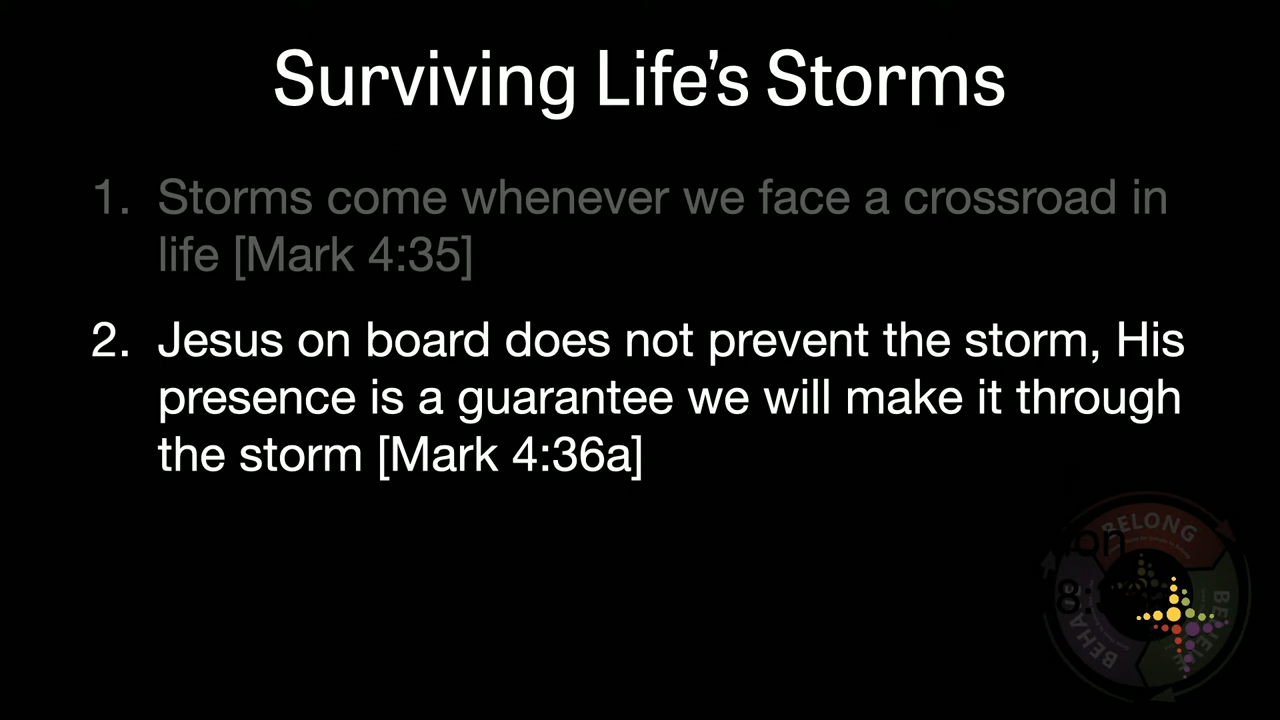 Surviving Life’s Storms
1. Storms come whenever we face a crossroad in
life [Mark 4:35]
2. Jesus on board does not prevent the storm, His
presence is a guarantee we will make it through
the storm [Mark 4:36a]
BELONG
BEHAVE
BELIEVE